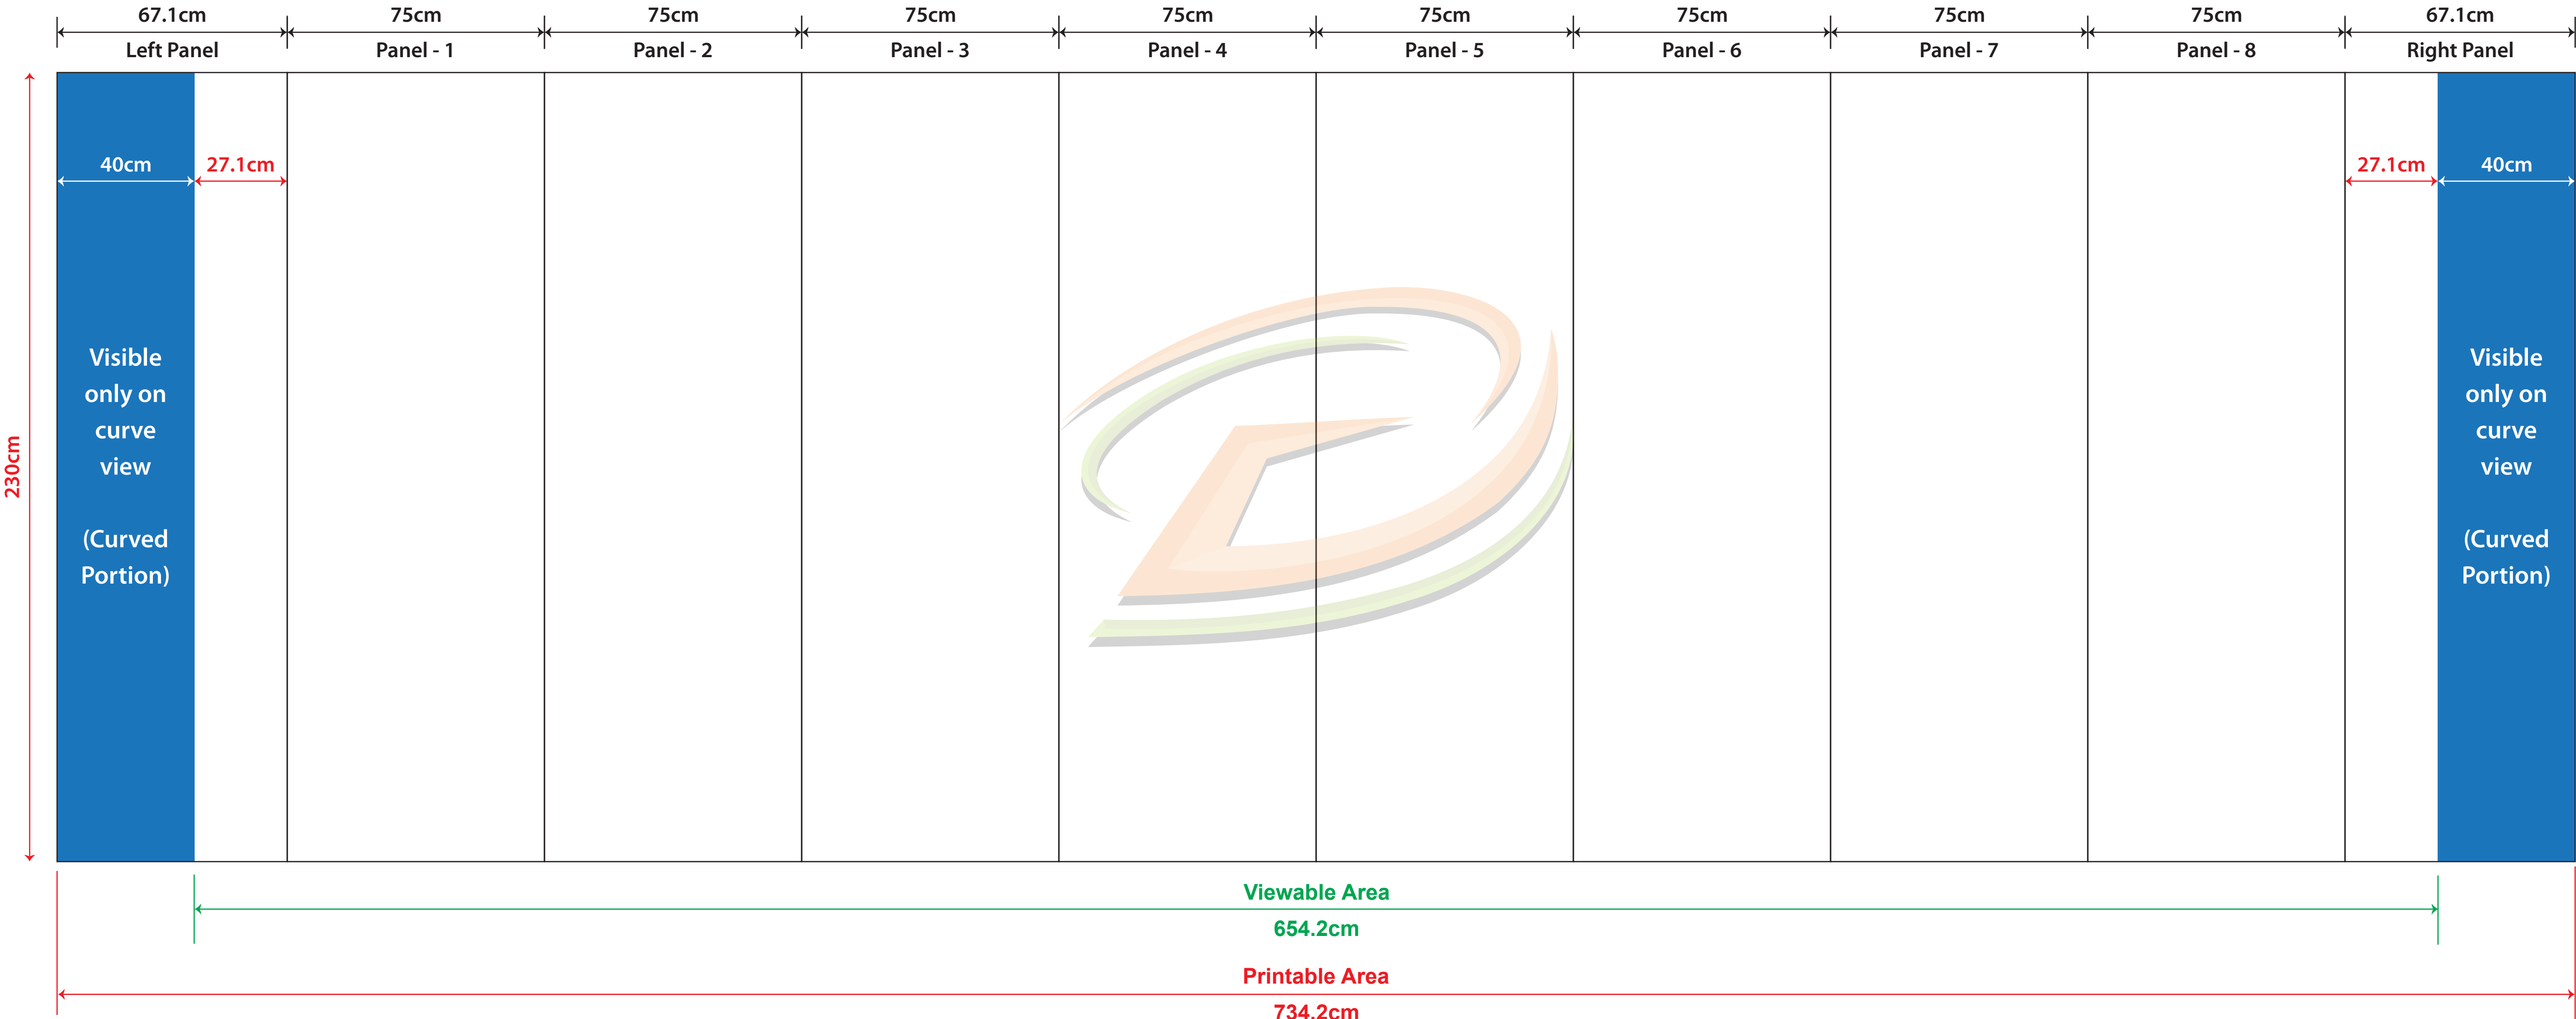 67.1cm 75cm 75cm 75cm 75cm 75cm 75cm 75cm 75cm 67.1cm
Left Panel Panel - 1 Panel - 2 Panel - 3 Panel - 4 Panel - 5 Panel - 6 Panel - 7 Panel - 8 Right Panel
40cm 27.1cm 27.1cm 40cm
230cm
Visible
only on
curve
view
(Curved
Portion)
Visible
only on
curve
view
(Curved
Portion)
Viewable Area
654.2cm
Printable Area
734.2cm